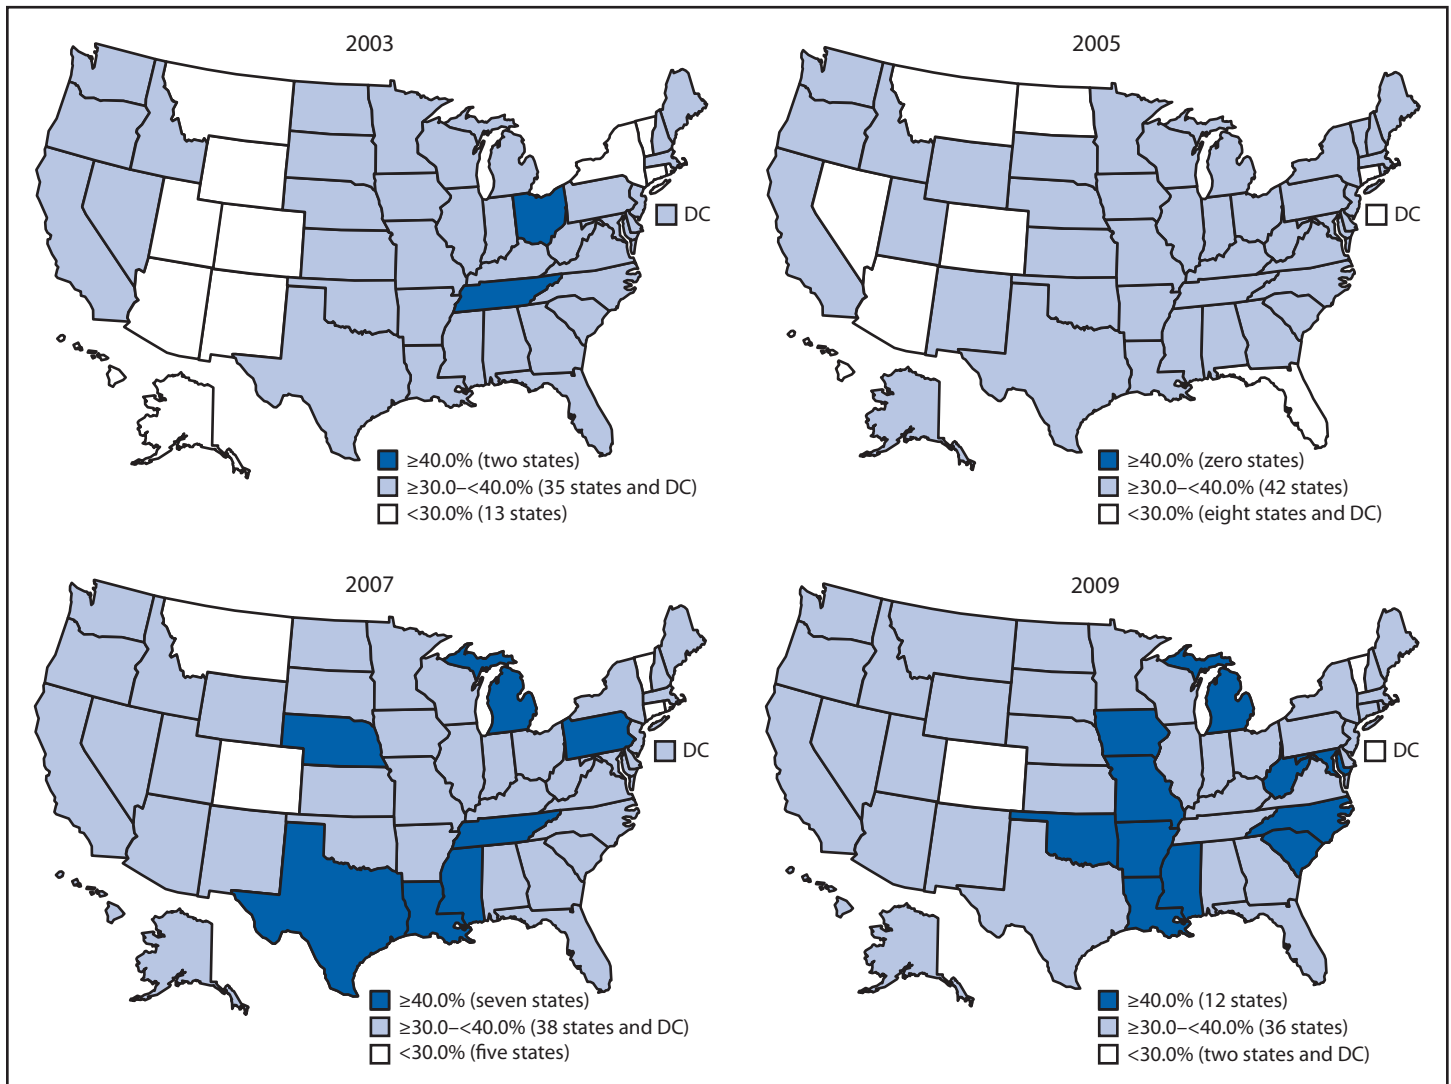 2003
DC
≥40.0% (two states)
≥30.0–<40.0% (35 states and DC)
<30.0% (13 states)
2005
DC
≥40.0% (zero states)
≥30.0–<40.0% (42 states)
<30.0% (eight states and DC)
2007
DC
≥40.0% (seven states)
≥30.0–<40.0% (38 states and DC)
<30.0% (five states)
2009
DC
≥40.0% (12 states)
≥30.0–<40.0% (36 states)
<30.0% (two states and DC)